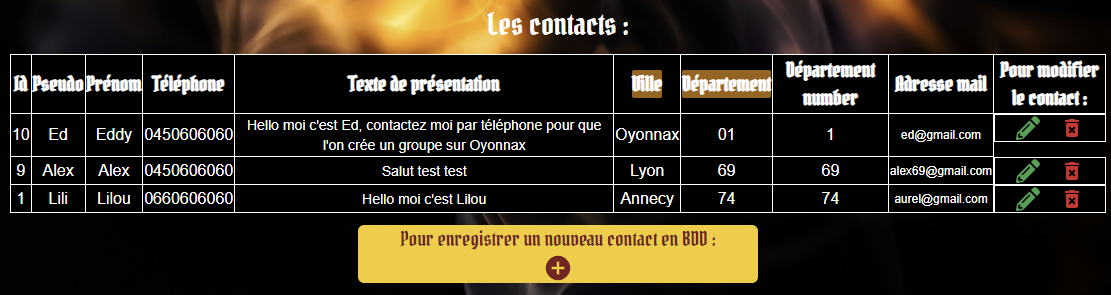 Les contacts :
Id Pseudo Prénom Téléphone Texte de présentation Ville Département Département number Adresse mail Pour modifier le contact :
10 Ed Eddy 0450606060 Hello moi c'est Ed, contactez moi par téléphone pour que l'on crée un groupe sur Oyonnax Oyonnax 01 1 ed@gmail.com
9 Alex Alex 0450606060 Salut test test Lyon 69 69 alex69@gmail.com
1 Lili Lilou 0660606060 Hello moi c'est Lilou Annecy 74 74 aurel@gmail.com
Pour enregistrer un nouveau contact en BDD :